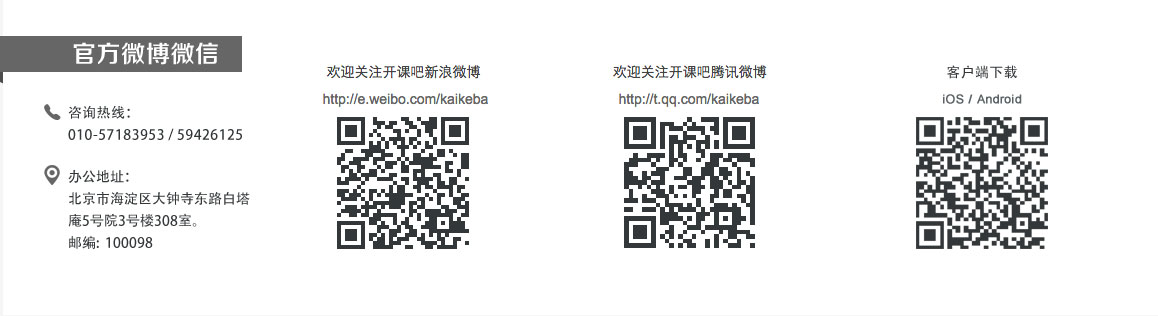 官方微博微信
咨询热线：
010-57183953 / 59426125
办公地址：
北京市海淀区大钟寺东路白塔
庵5号院3号楼308室。
邮编: 100098
欢迎关注开课吧新浪微博
http://e.weibo.com/kaikeba
欢迎关注开课吧腾讯微博
http://t.qq.com/kaikeba
客户端下载
iOS / Android